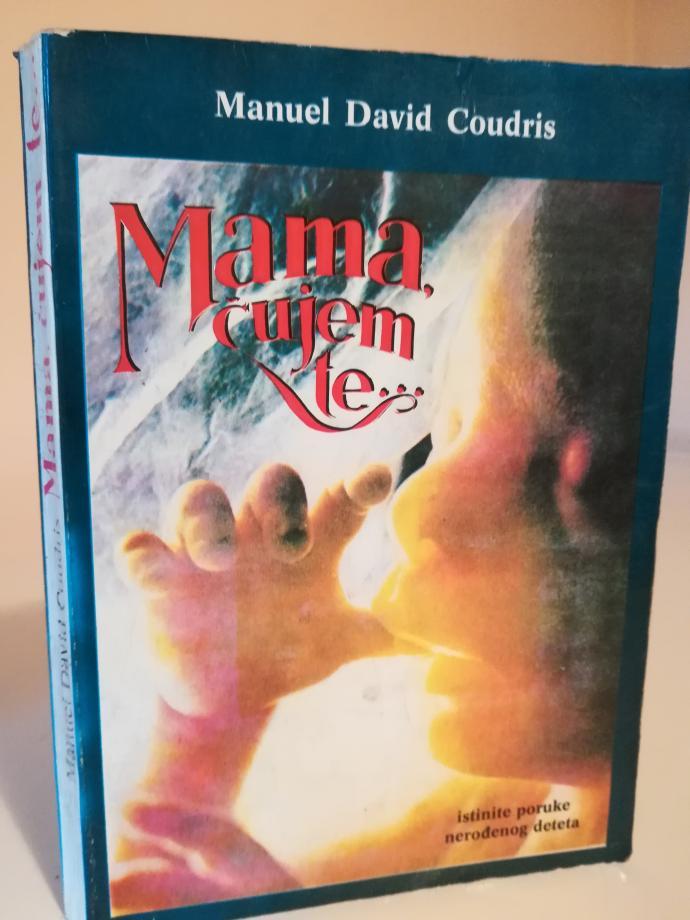 Manuel David Coudris
Mama,
čujem
te...
istinite poruke
nerođenog deteta
Manuel David Coudris Mama, čujem te...